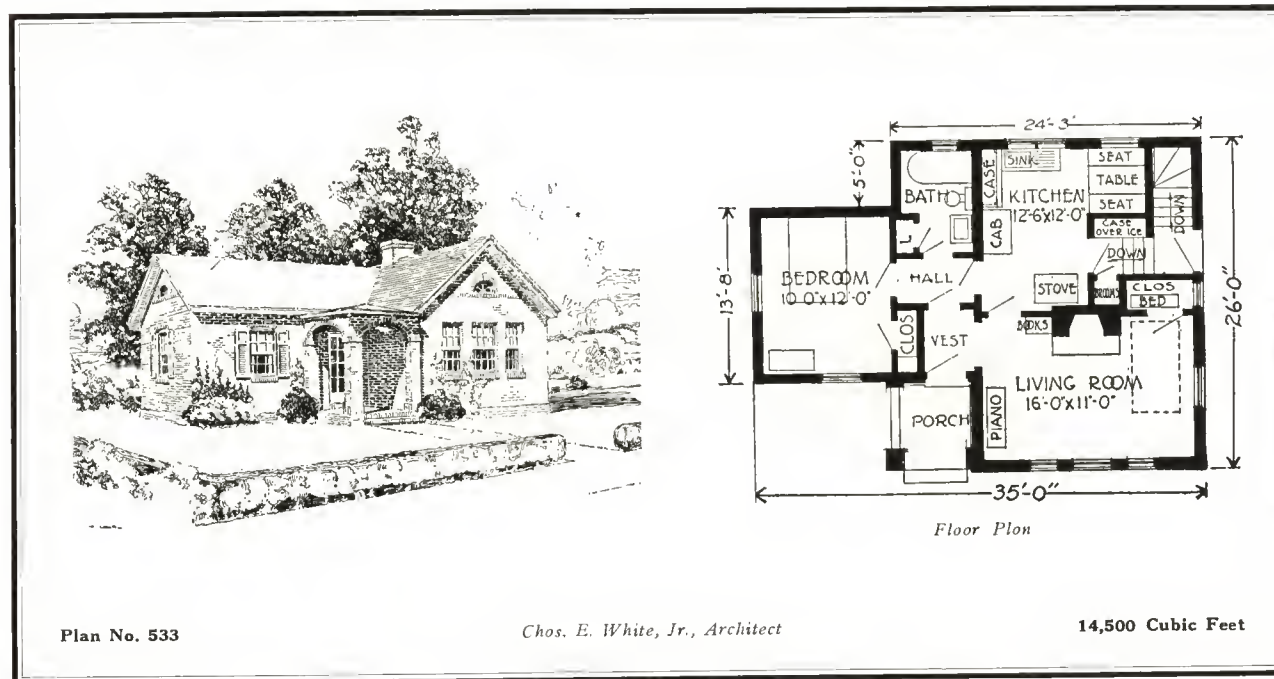 24'-3"
5'-0"
BATH
CASE
SINK
KITCHEN
12'-6"X12'-0"
SEAT
TABLE
SEAT
DOWN
CAB
CASE
OVER ICE
DOWN
L
13'-8"
BEDROOM
10'-0"X12'-0"
HALL
STOVE
BROOMS
CLOS
BED
26'-0"
CLOS
VEST
BOOKS
LIVING ROOM
16'-0"X11'-0"
PIANO
PORCH
35'-0"
Floor Plon
Plan No. 533
Chos. E. White, Jr., Architect
14,500 Cubic Feet